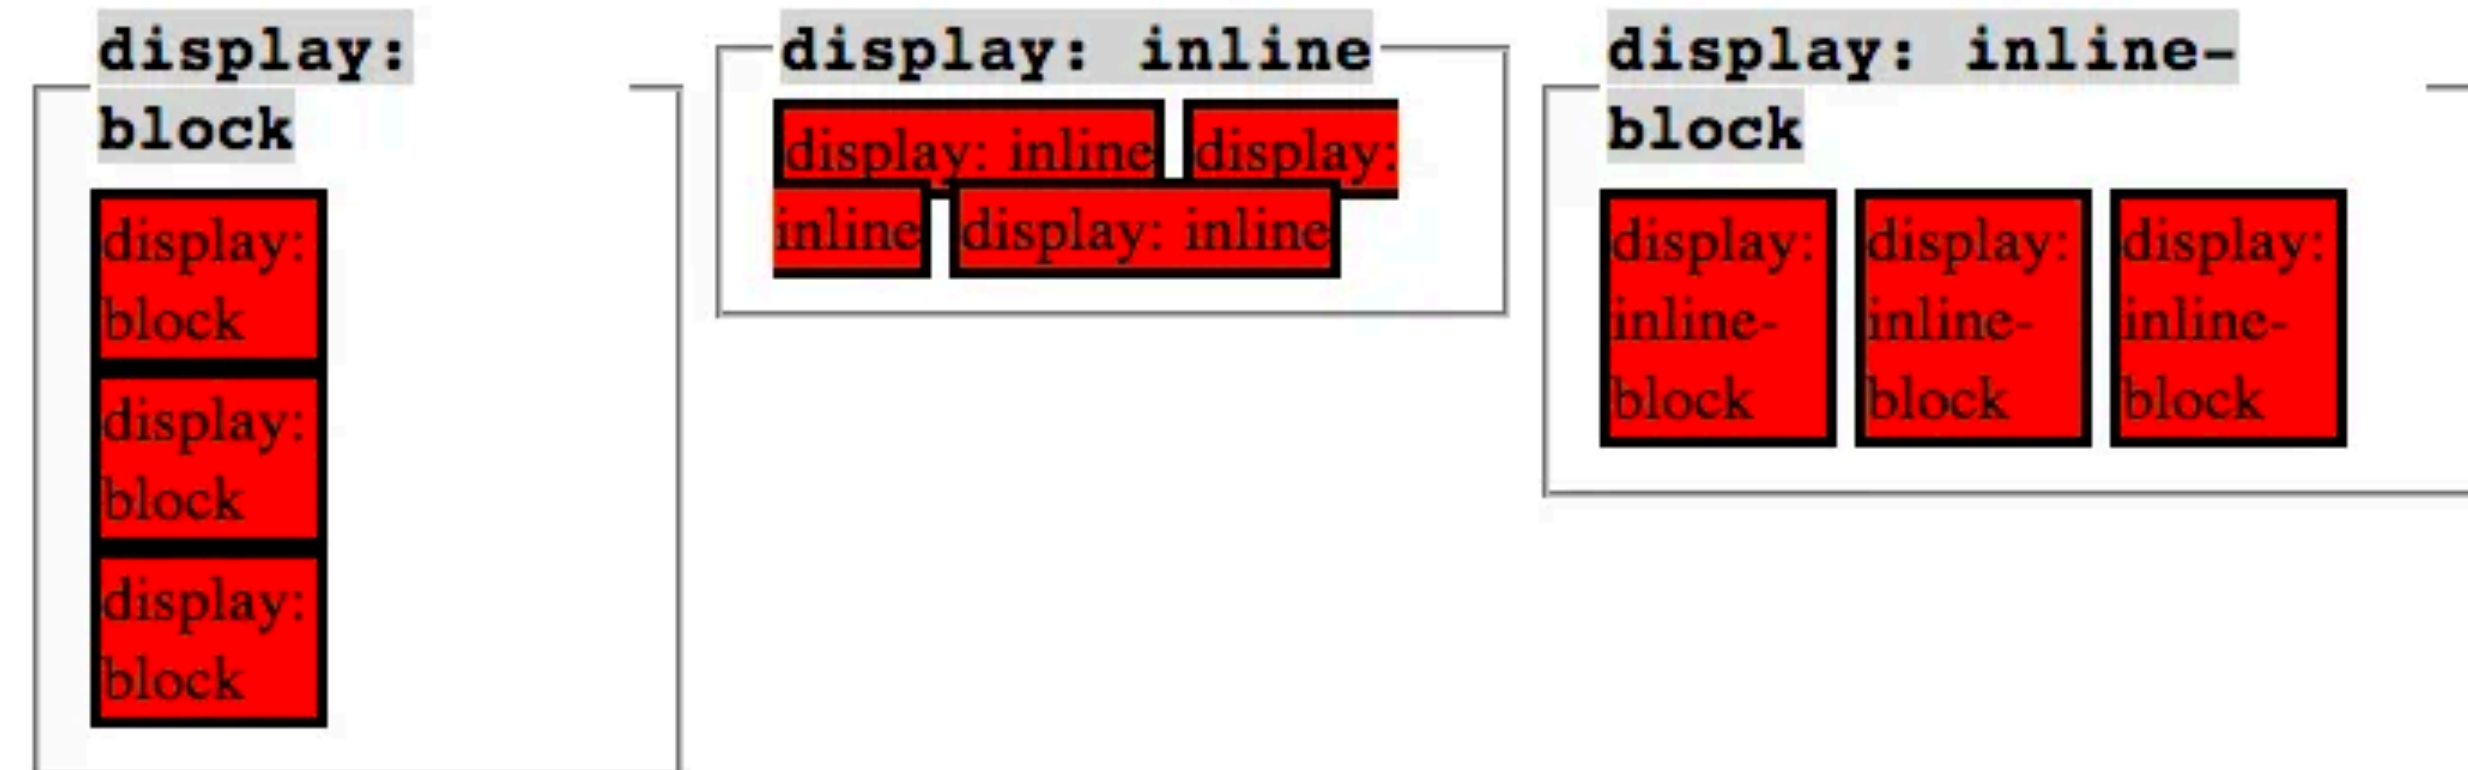 display:
block
display:
block
display:
block
display:
block
display: inline
display: inline display:
inline display: inline
display: inline-
block
display: display: display:
inline- inline- inline-
block block block